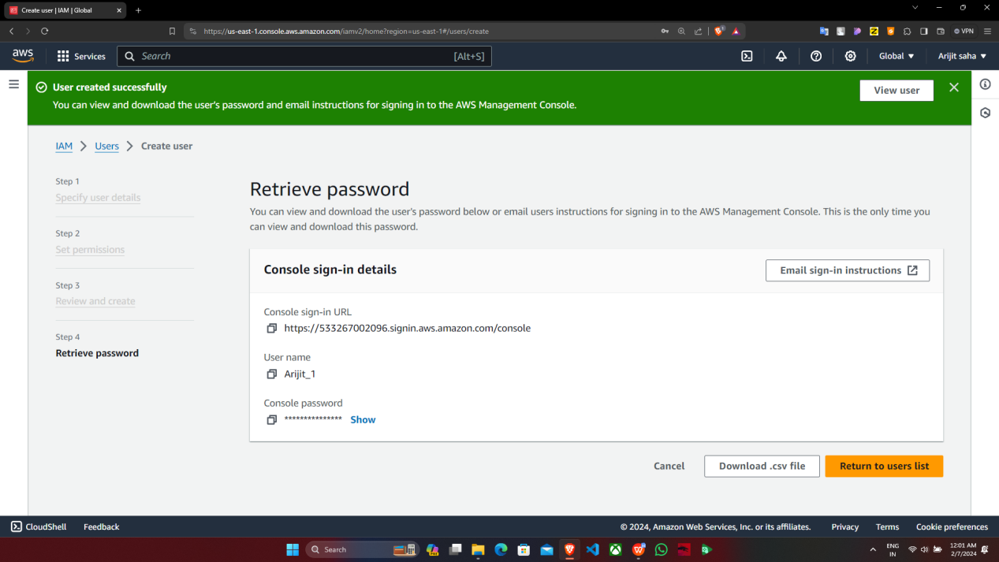 Create user | IAM | Global
https://us-east-1.console.aws.amazon.com/iamv2/home?region=us-east-1#/users/create
VPN
aws
Services
Search
[Alt+S]
Global
Arijit saha
User created successfully
You can view and download the user's password and email instructions for signing in to the AWS Management Console.
View user
IAM
Users
Create user
Step 1
Specify user details
Step 2
Set permissions
Step 3
Review and create
Step 4
Retrieve password
Retrieve password
You can view and download the user's password below or email users instructions for signing in to the AWS Management Console. This is the only time you
can view and download this password.
Console sign-in details
Email sign-in instructions
Console sign-in URL
https://533267002096.signin.aws.amazon.com/console
User name
Arijit_1
Console password
*************** Show
Cancel
Download .csv file
Return to users list
CloudShell
Feedback
© 2024, Amazon Web Services, Inc. or its affiliates.
Privacy
Terms
Cookie preferences
Search
ENG
IN
12:01 AM
2/7/2024